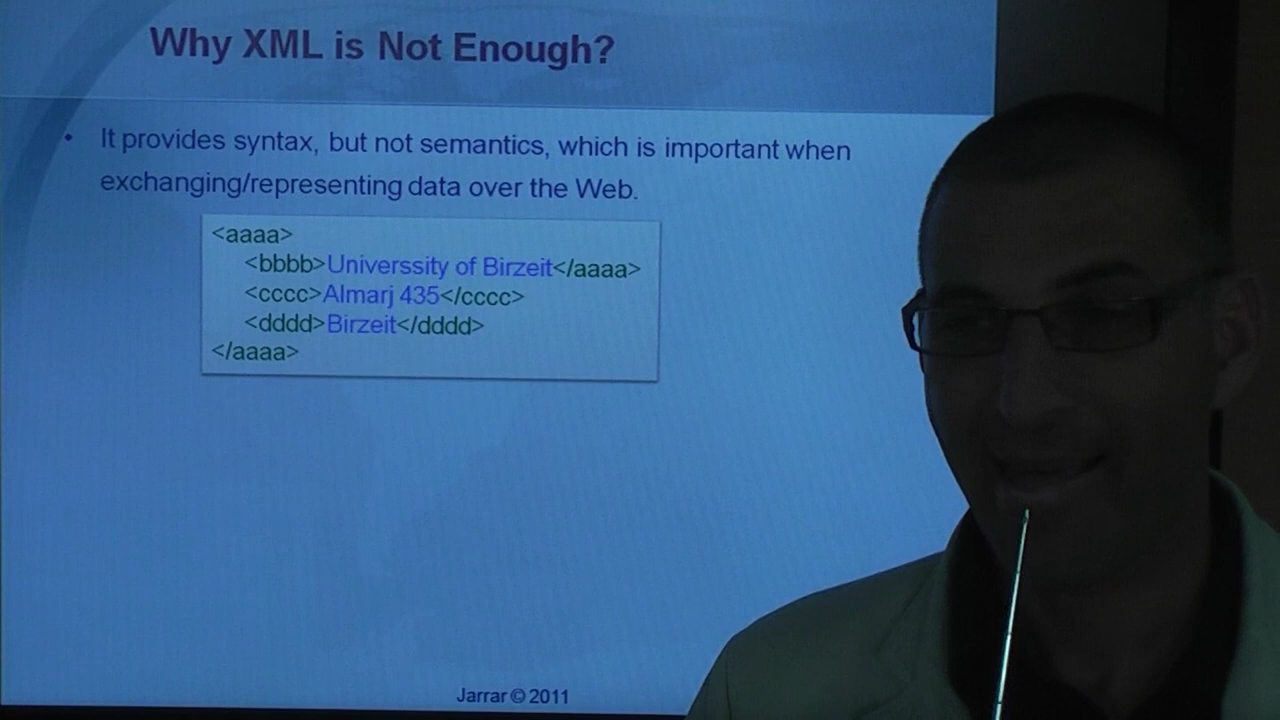 Why XML is Not Enough?
• It provides syntax, but not semantics, which is important when
exchanging/representing data over the Web.
<aaaa>
<bbbb>Universsity of Birzeit</aaaa>
<cccc>Almarj 435</cccc>
<dddd>Birzeit</dddd>
</aaaa>
Jarrar © 2011